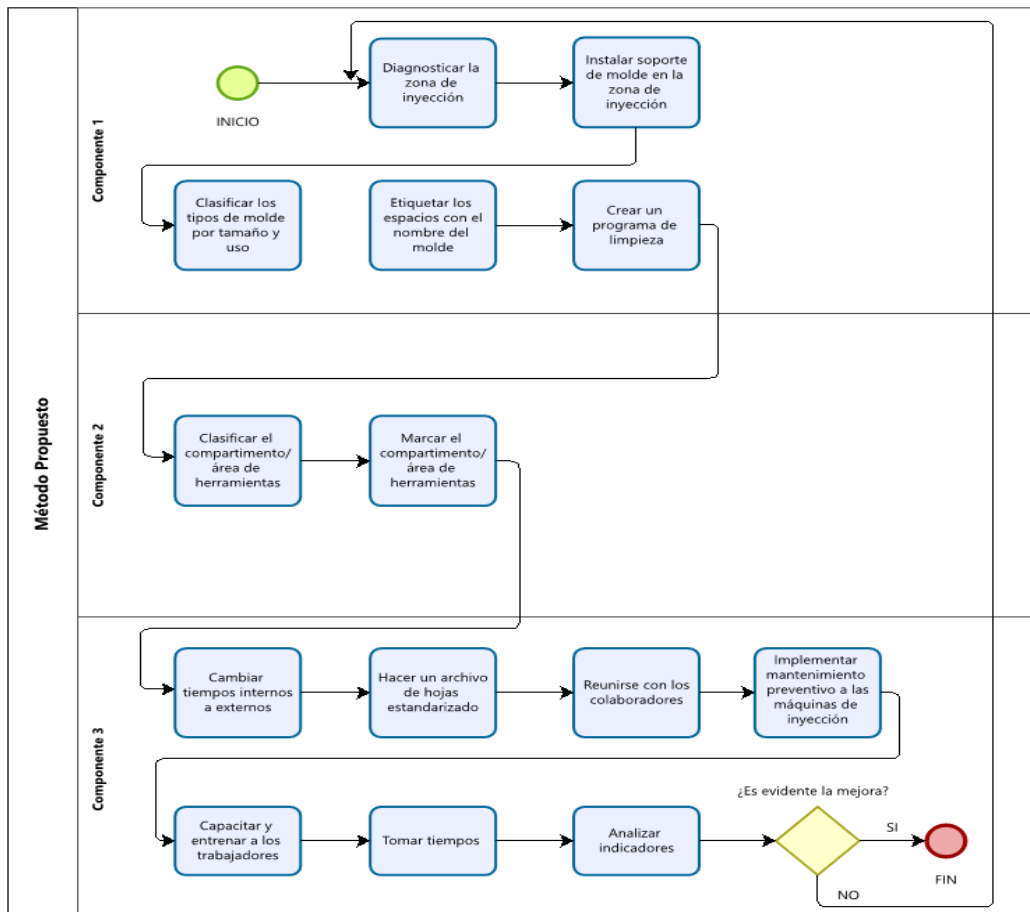 Método Propuesto
Componente 1
INICIO
Diagnosticar la
zona de
inyección
Instalar soporte
de molde en la
zona de
inyección
Clasificar los
tipos de molde
por tamaño y
uso
Etiquetar los
espacios con el
nombre del
molde
Crear un
programa de
limpieza
Componente 2
Clasificar el
compartimento/
área de
herramientas
Marcar el
compartimento/
área de
herramientas
Componente 3
Cambiar
tiempos internos
a externos
Hacer un archivo
de hojas
estandarizado
Reunirse con los
colaboradores
Implementar
mantenimiento
preventivo a las
máquinas de
inyección
Capacitar y
entrenar a los
trabajadores
Tomar tiempos
Analizar
indicadores
¿Es evidente la mejora?
SI
NO
FIN